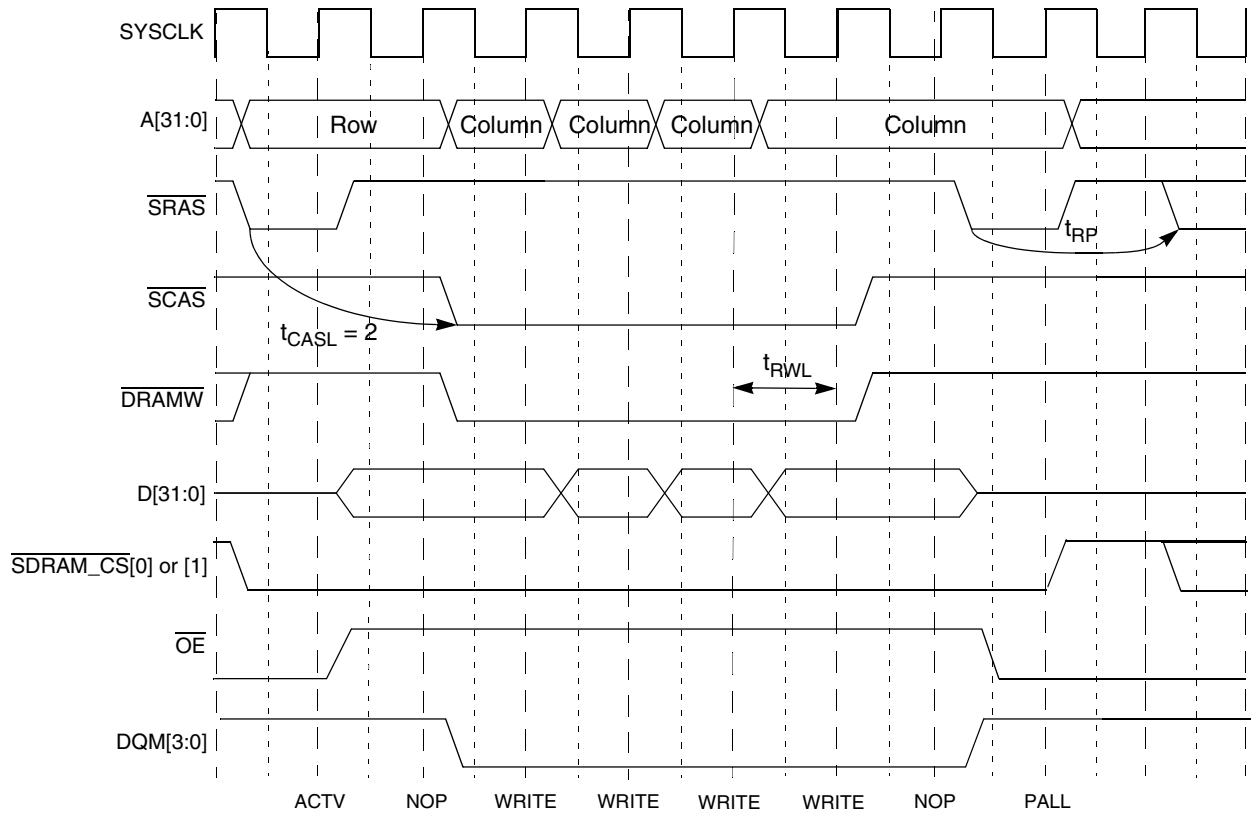 SYSCLK
A[31:0]
Row Column Column Column Column
SRAS
tRP
SCAS
tCASL = 2
tRWL
DRAMW
D[31:0]
SDRAM_CS[0] or [1]
OE
DQM[3:0]
ACTV NOP WRITE WRITE WRITE WRITE NOP PALL